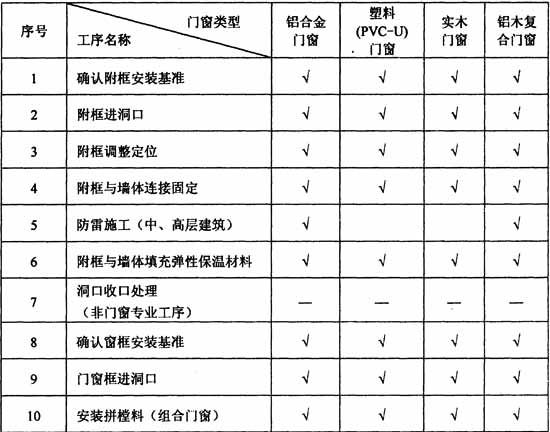 序号 门窗类型 工序名称 铝合金门窗 塑料(PVC-U)门窗 实木门窗 铝木复合门窗
1 确认附框安装基准 √ √ √ √
2 附框进洞口 √ √ √ √
3 附框调整定位 √ √ √ √
4 附框与墙体连接固定 √ √ √ √
5 防雷施工（中、高层建筑） √ √
6 附框与墙体填充弹性保温材料 √ √ √ √
7 洞口收口处理 — — — —
（非门窗专业工序）
8 确认窗框安装基准 √ √ √ √
9 门窗框进洞口 √ √ √ √
10 安装拼樘料（组合门窗） √ √ √ √